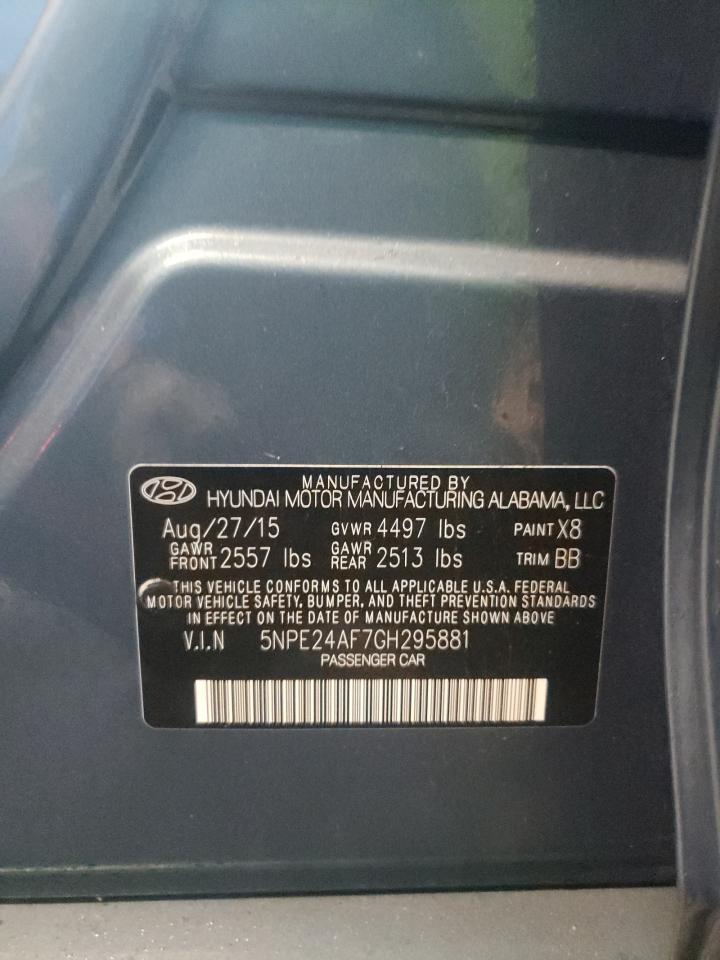 MANUFACTURED BY
HYUNDAI MOTOR MANUFACTURING ALABAMA, LLC
Aug/27/15 GVWR 4497 lbs PAINT X8
GAWR FRONT 2557 lbs GAWR REAR 2513 lbs TRIM BB
THIS VEHICLE CONFORMS TO ALL APPLICABLE U.S.A. FEDERAL
MOTOR VEHICLE SAFETY, BUMPER, AND THEFT PREVENTION STANDARDS
IN EFFECT ON THE DATE OF MANUFACTURE SHOWN ABOVE
V.I.N 5NPE24AF7GH295881
PASSENGER CAR